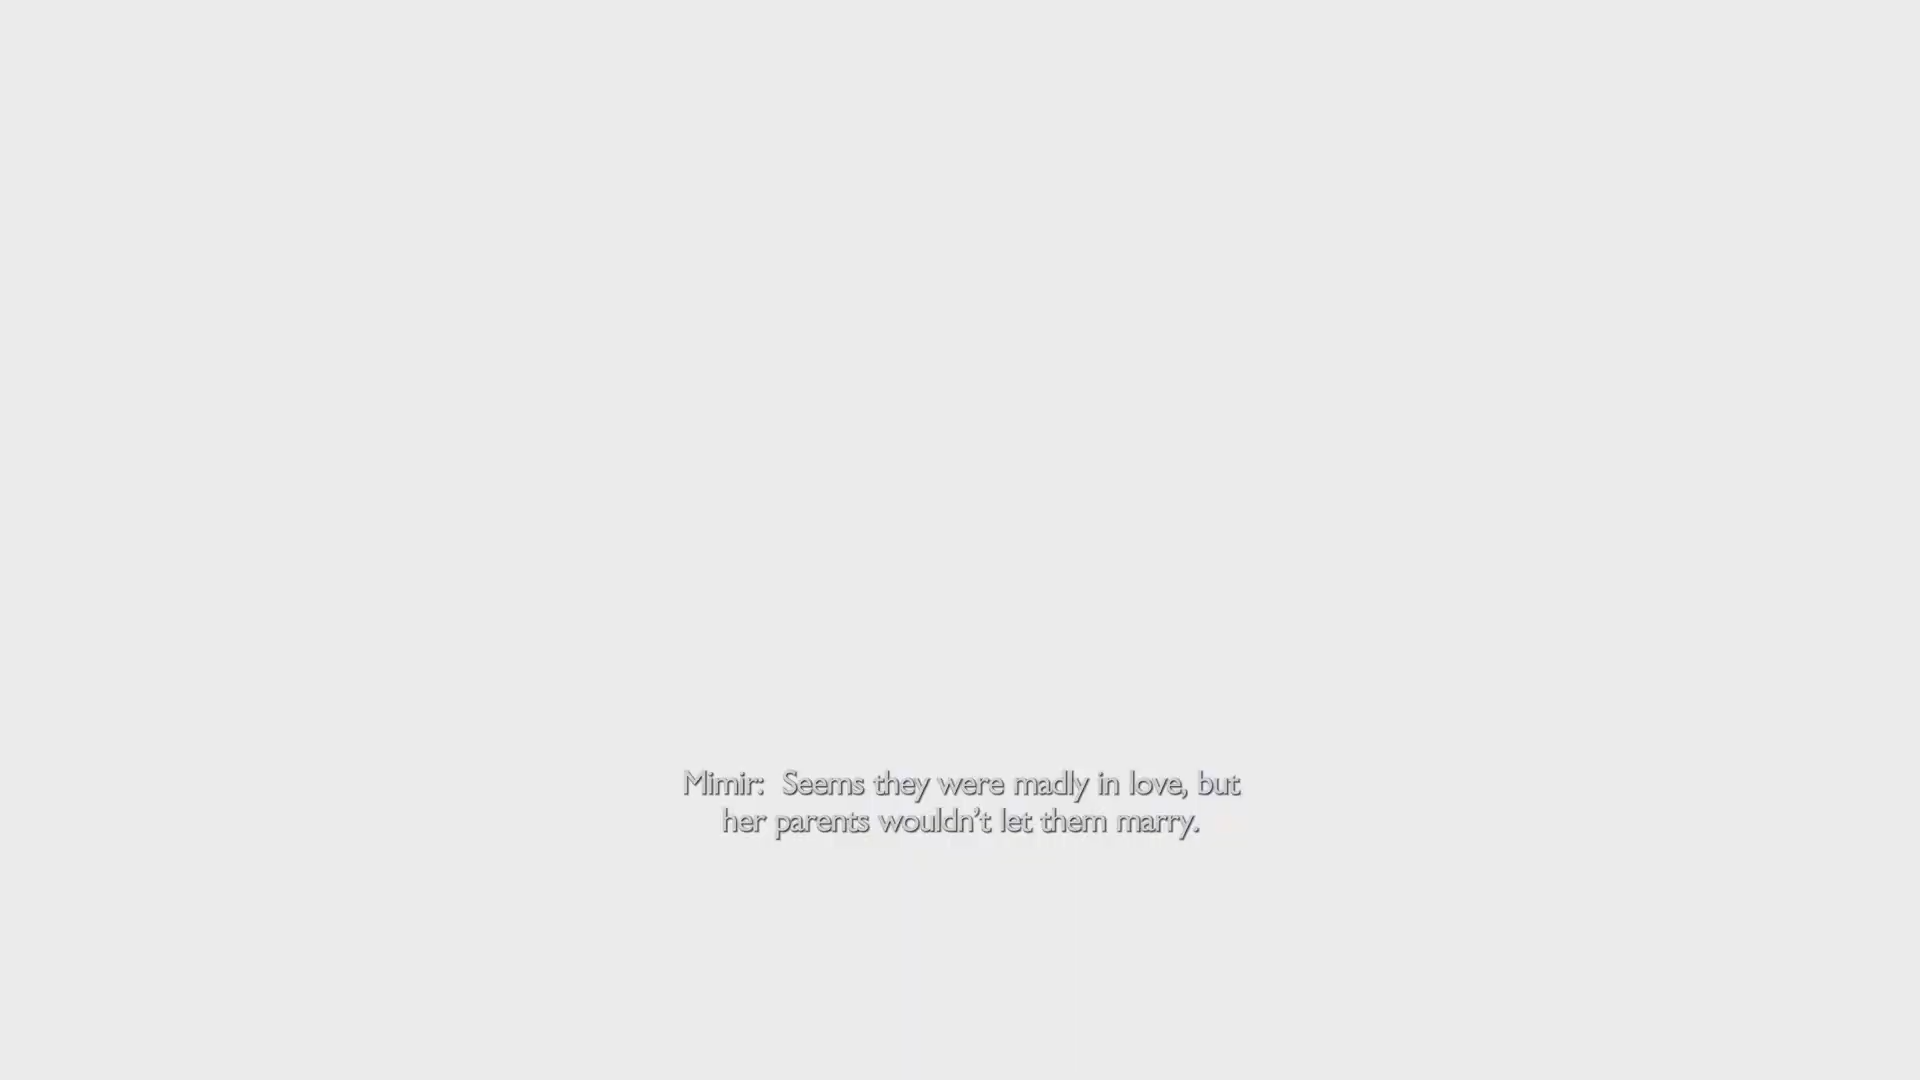 Mimir:  Seems they were madly in love, but
her parents wouldn’t let them marry.